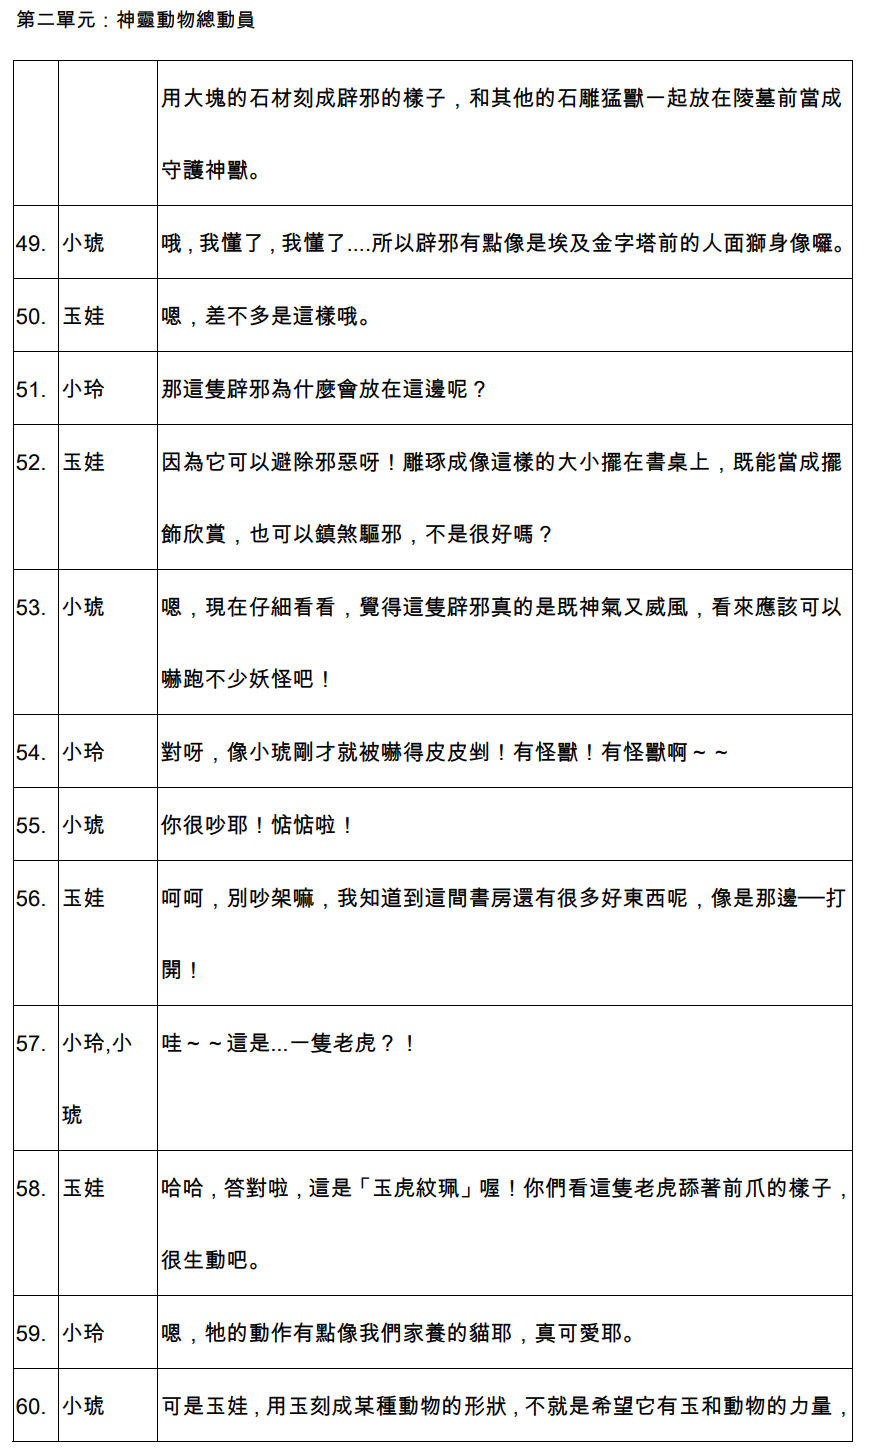 第二單元：神靈動物總動員
用大塊的石材刻成辟邪的樣子，和其他的石雕猛獸一起放在陵墓前當成
守護神獸。
49. 小琥 哦，我懂了，我懂了....所以辟邪有點像是埃及金字塔前的人面獅身像囉。
50. 玉娃 嗯，差不多是這樣哦。
51. 小玲 那這隻辟邪為什麼會放在這邊呢？
52. 玉娃 因為它可以避除邪惡呀！雕琢成像這樣的大小擺在書桌上，既能當成擺
飾欣賞，也可以鎮煞驅邪，不是很好嗎？
53. 小琥 嗯，現在仔細看看，覺得這隻辟邪真的是既神氣又威風，看來應該可以
嚇跑不少妖怪吧！
54. 小玲 對呀，像小琥剛才就被嚇得皮皮剉！有怪獸！有怪獸啊～～
55. 小琥 你很吵耶！惦惦啦！
56. 玉娃 呵呵，別吵架嘛，我知道到這間書房還有很多好東西呢，像是那邊──打
開！
57. 小玲,小 哇～～這是...一隻老虎？！
琥
58. 玉娃 哈哈，答對啦，這是「玉虎紋珮」喔！你們看這隻老虎舔著前爪的樣子，
很生動吧。
59. 小玲 嗯，牠的動作有點像我們家養的貓耶，真可愛耶。
60. 小琥 可是玉娃，用玉刻成某種動物的形狀，不就是希望它有玉和動物的力量，